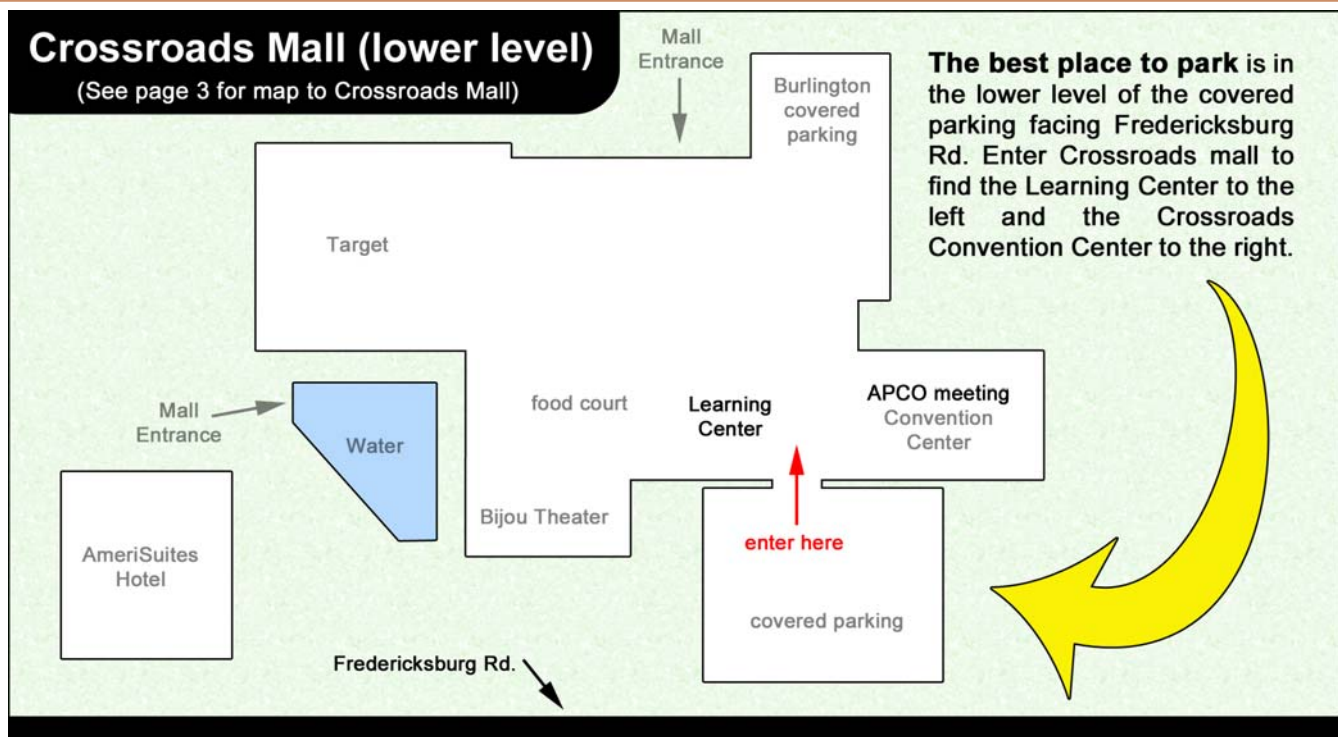 Crossroads Mall (lower level)
(See page 3 for map to Crossroads Mall)
Mall
Entrance
Burlington
covered
parking
The best place to park is in
the lower level of the covered
parking facing Fredericksburg
Rd. Enter Crossroads mall to
find the Learning Center to the
left and the Crossroads
Convention Center to the right.
Target
Mall
Entrance
Water
food court
Learning
Center
APCO meeting
Convention
Center
Bijou Theater
enter here
AmeriSuites
Hotel
covered parking
Fredericksburg Rd.